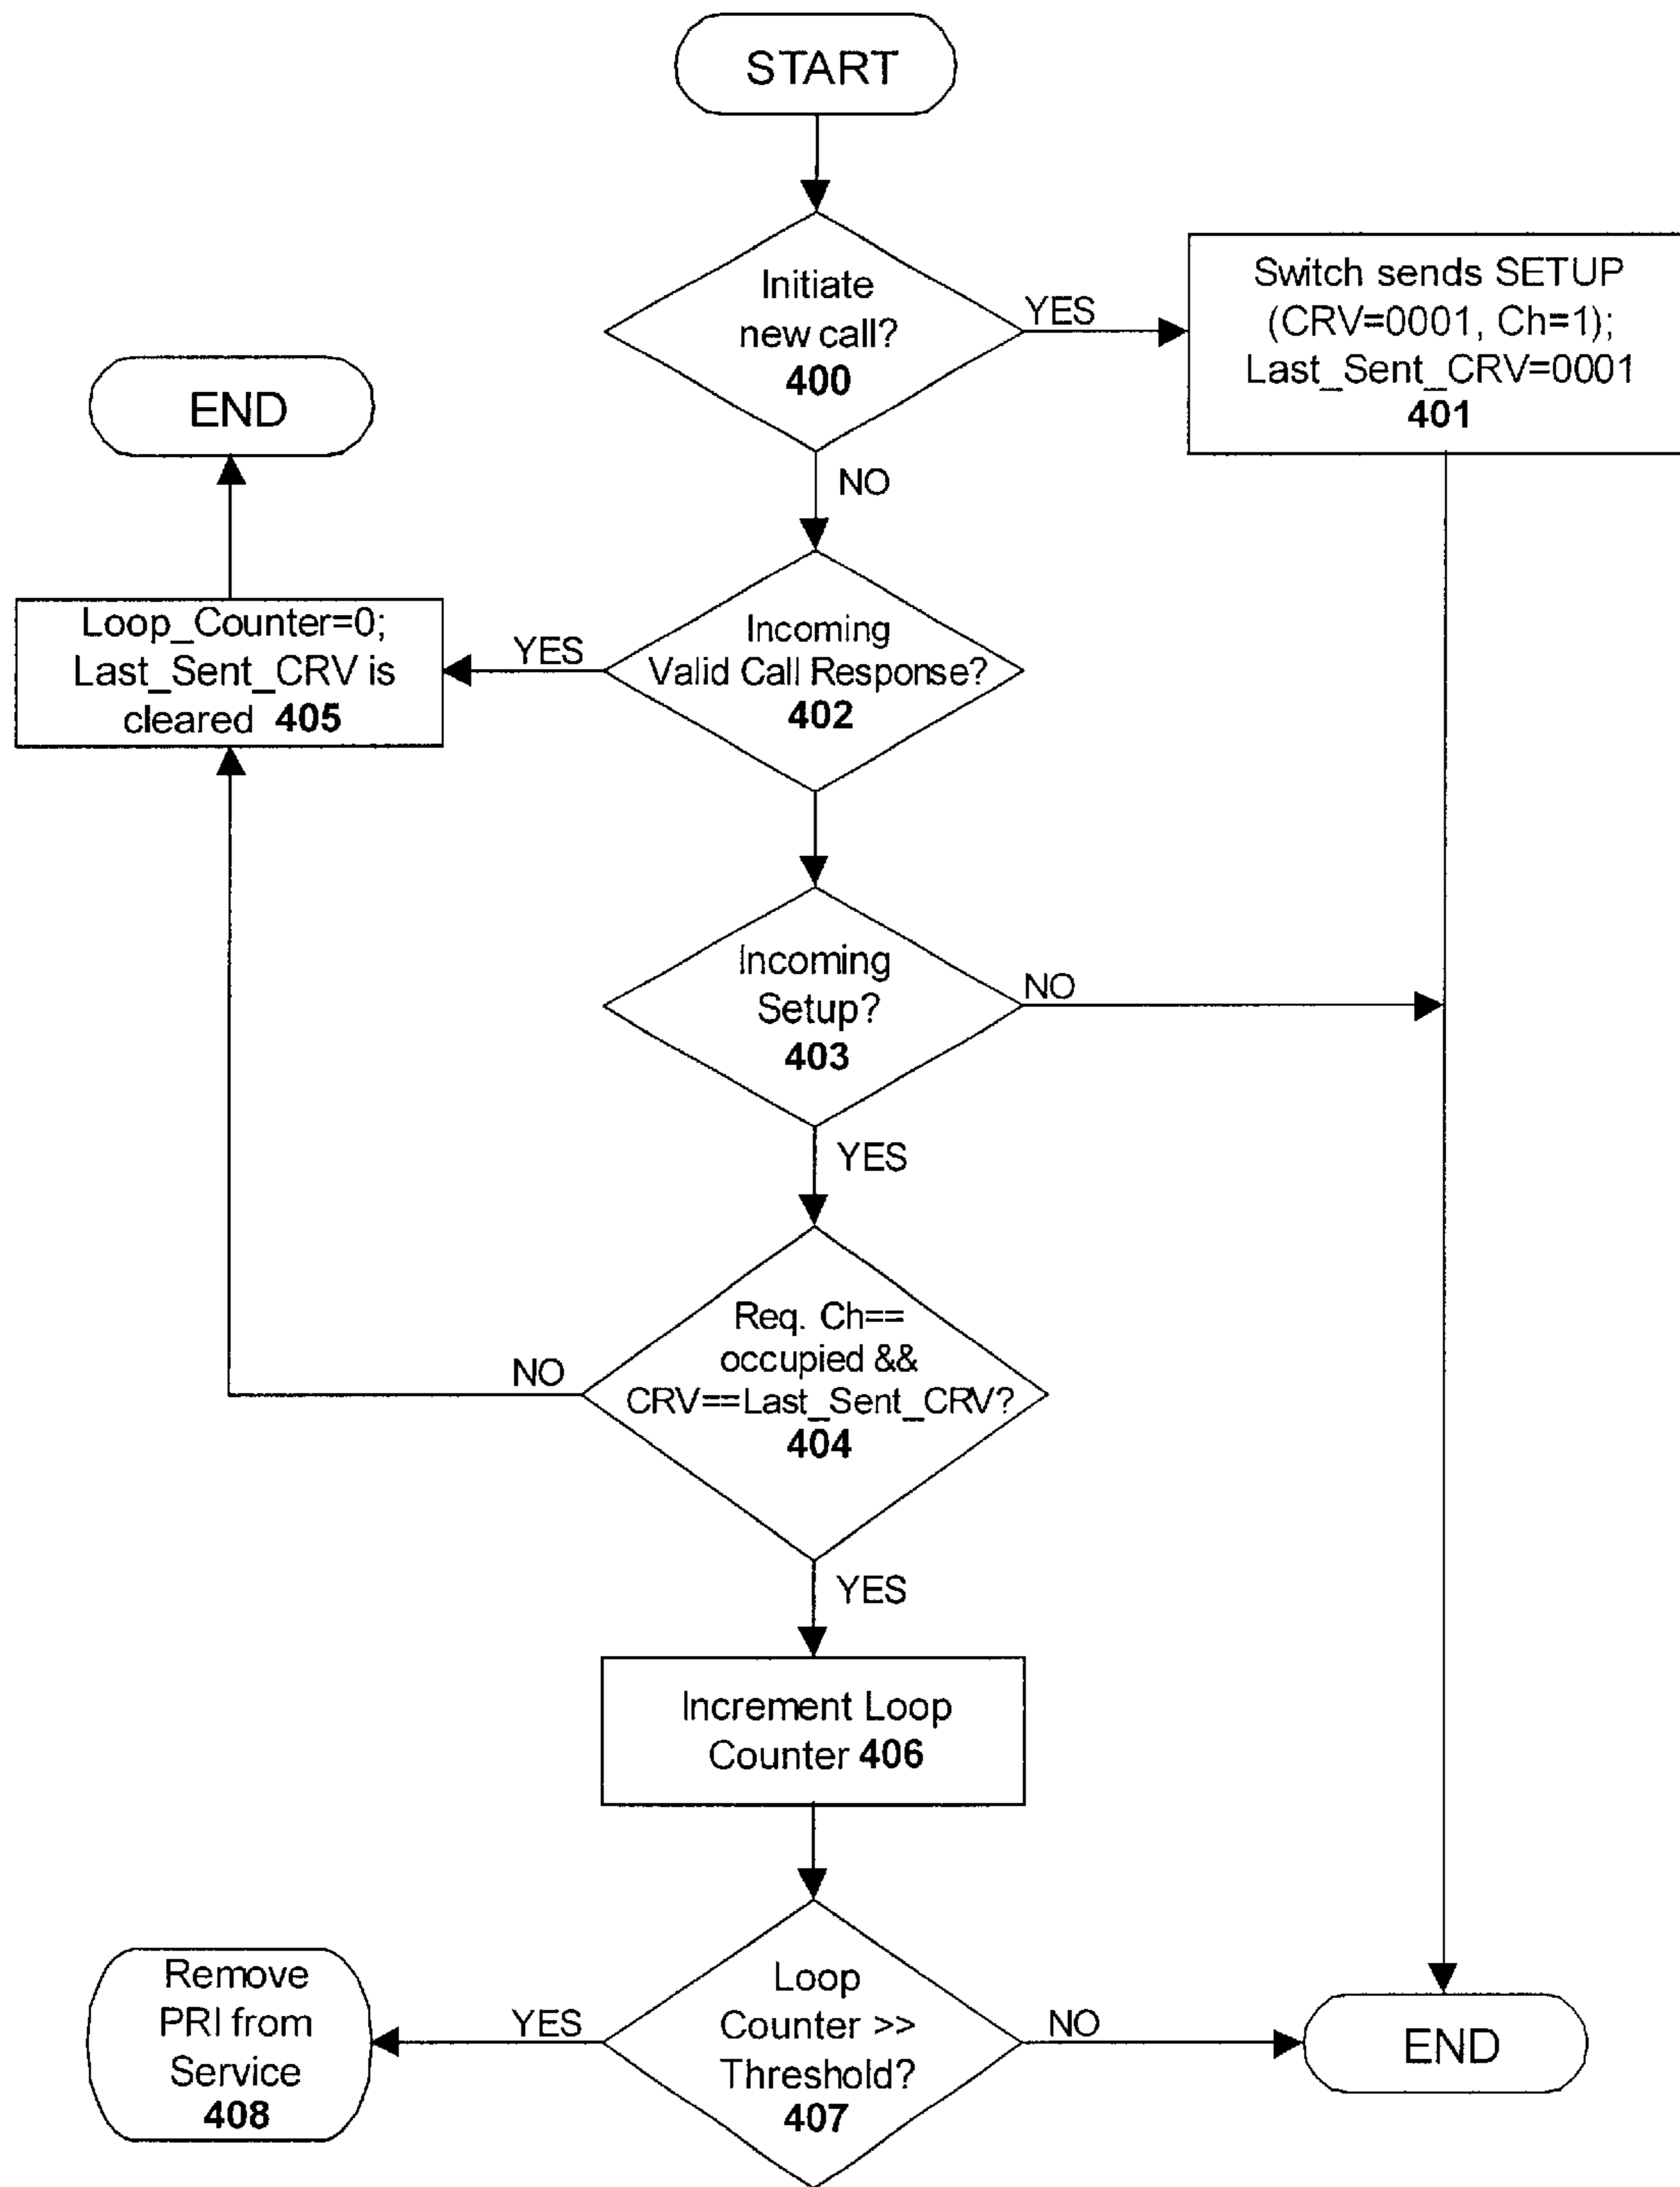 START
Initiate
new call?
400
YES
Switch sends SETUP
(CRV=0001, Ch=1);
Last_Sent_CRV=0001
401
END
NO
Loop_Counter=0;
Last_Sent_CRV is
cleared 405
YES
Incoming
Valid Call Response?
402
Incoming
Setup?
403
NO
YES
Req. Ch==
occupied &&
CRV==Last_Sent_CRV?
404
NO
YES
Increment Loop
Counter 406
Remove
PRI from
Service
408
YES
Loop
Counter >>
Threshold?
407
NO
END